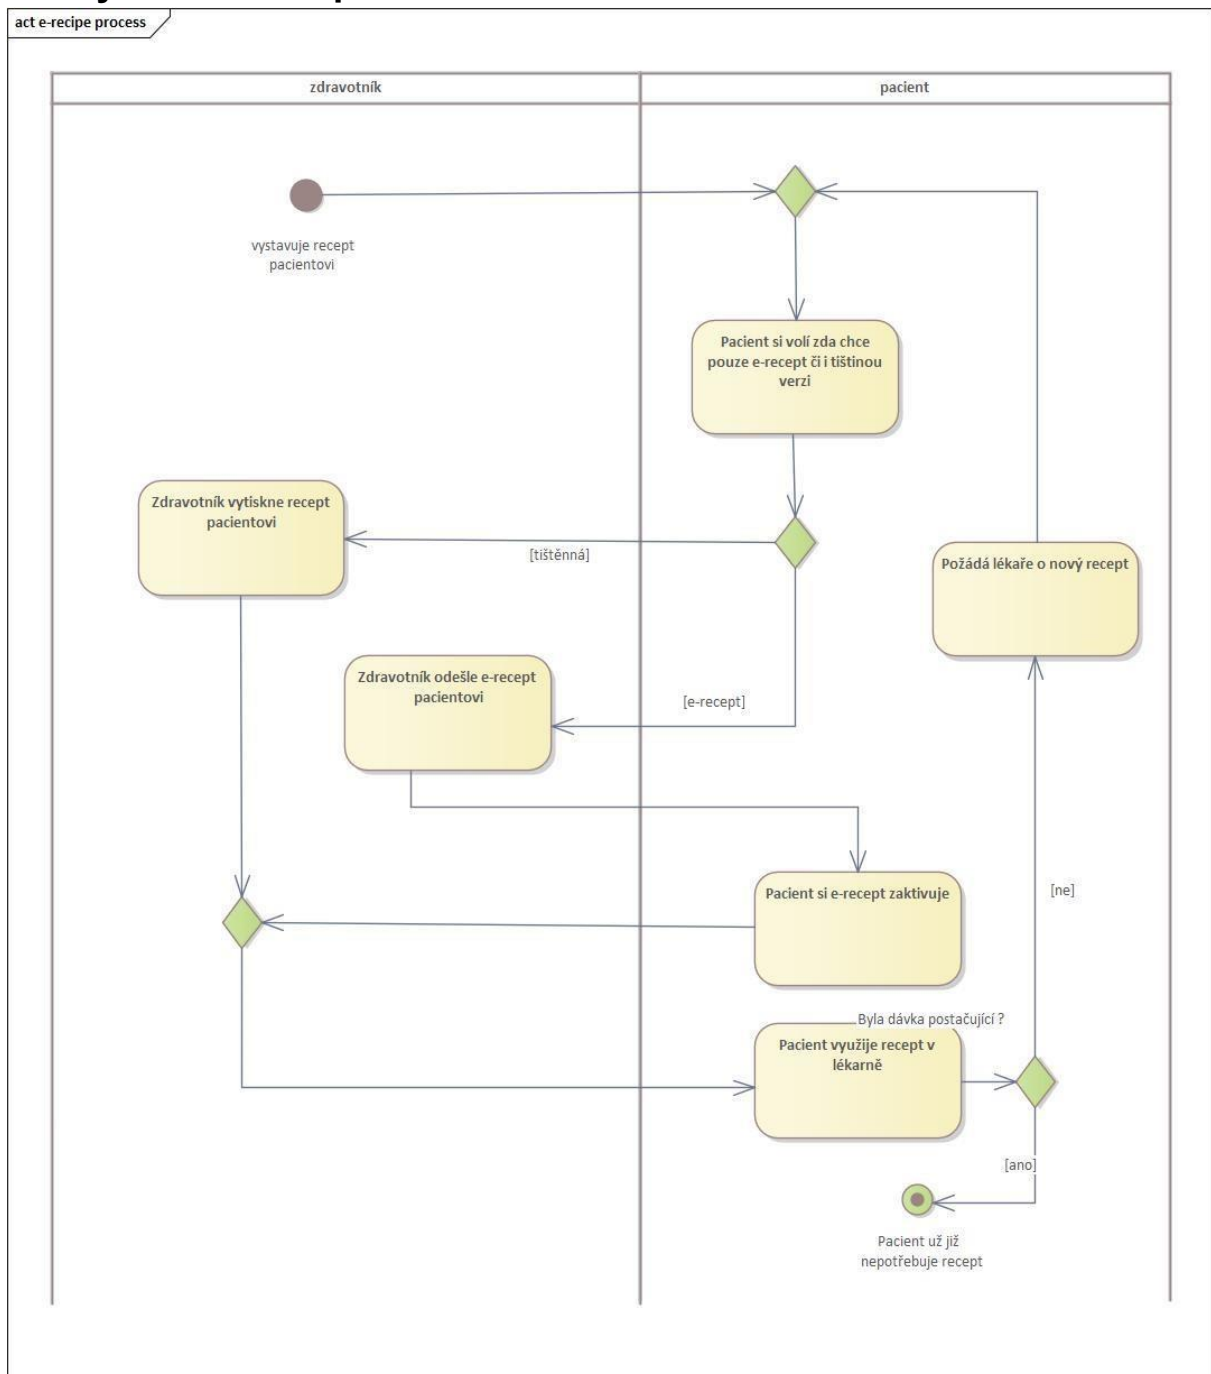 act e-recipe process
zdravotník
pacient
vystavuje recept
pacientovi
Pacient si volí zda chce
pouze e-recept či i tištinou
verzi
Zdravotník vytiskne recept
pacientovi
[tištěnná]
Požádá lékaře o nový recept
Zdravotník odešle e-recept
pacientovi
[e-recept]
Pacient si e-recept zaktivuje
[ne]
Byla dávka postačující ?
Pacient využije recept v
lékarně
[ano]
Pacient už již
nepotřebuje recept